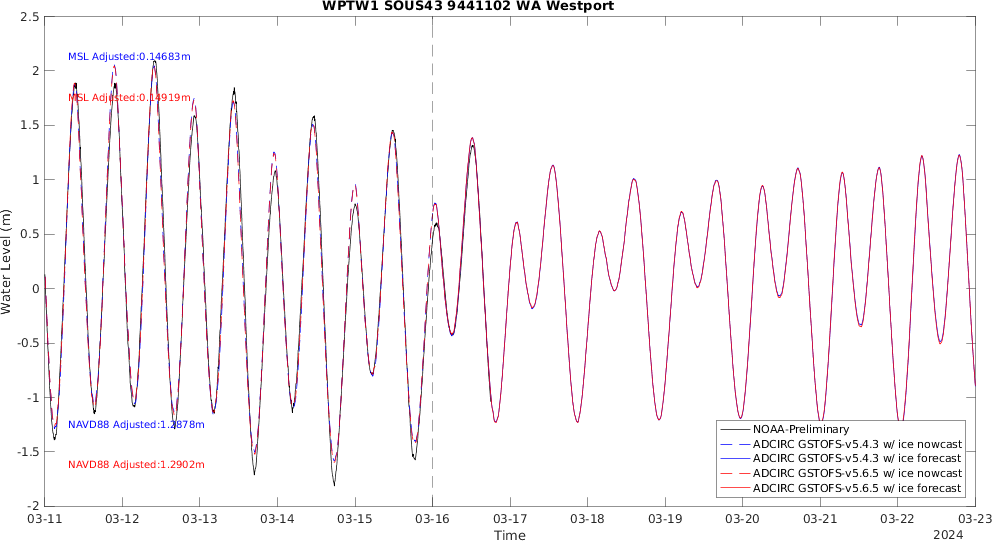 WPTW1 SOUS43 9441102 WA Westport
2.5
2
1.5
1
0.5
0
-0.5
-1
-1.5
-2
Water Level (m)
MSL Adjusted:0.14683m
MSL Adjusted:0.14919m
NAVD88 Adjusted:1.2878m
NAVD88 Adjusted:1.2902m
NOAA-Preliminary
ADCIRC GSTOFS-v5.4.3 w/ ice nowcast
ADCIRC GSTOFS-v5.4.3 w/ ice forecast
ADCIRC GSTOFS-v5.6.5 w/ ice nowcast
ADCIRC GSTOFS-v5.6.5 w/ ice forecast
03-11 03-12 03-13 03-14 03-15 03-16 03-17 03-18 03-19 03-20 03-21 03-22 03-23
Time
2024